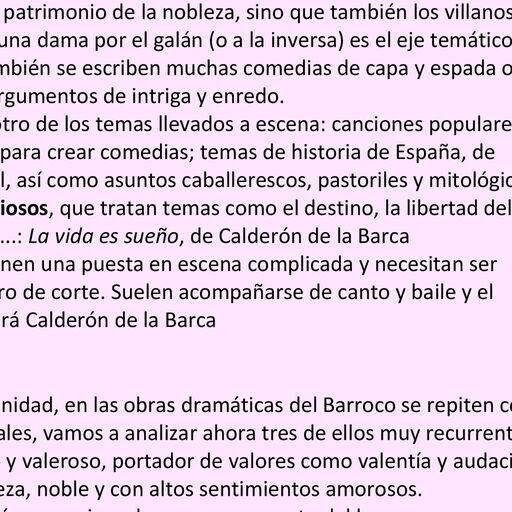 patrimonio de la nobleza, sino que también los villanos
una dama por el galán (o a la inversa) es el eje temático
mbién se escriben muchas comedias de capa y espada o
rgumentos de intriga y enredo.
otro de los temas llevados a escena: canciones populare
para crear comedias; temas de historia de España, de
l, así como asuntos caballerescos, pastoriles y mitológic
iosos, que tratan temas como el destino, la libertad del
...: La vida es sueño, de Calderón de la Barca
nen una puesta en escena complicada y necesitan ser
ro de corte. Suelen acompañarse de canto y baile y el
rá Calderón de la Barca
nidad, en las obras dramáticas del Barroco se repiten c
ales, vamos a analizar ahora tres de ellos muy recurrent
y valeroso, portador de valores como valentía y audaci
eza, noble y con altos sentimientos amorosos.